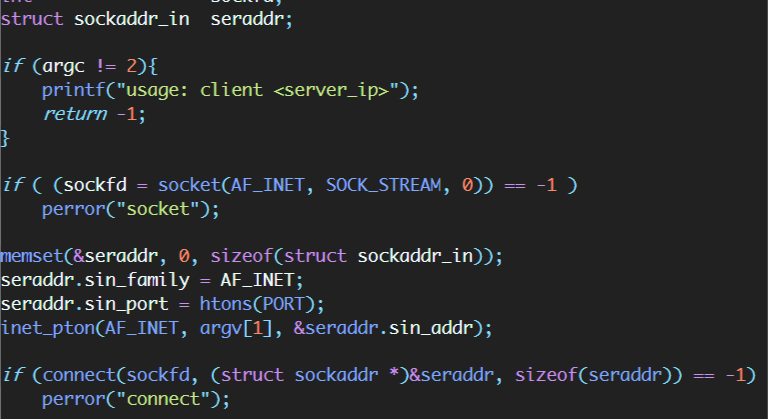 int sockfd;
struct sockaddr_in  seraddr;
if (argc != 2){
printf("usage: client <server_ip>");
return -1;
}
if ( (sockfd = socket(AF_INET, SOCK_STREAM, 0)) == -1 )
perror("socket");
memset(&seraddr, 0, sizeof(struct sockaddr_in));
seraddr.sin_family = AF_INET;
seraddr.sin_port = htons(PORT);
inet_pton(AF_INET, argv[1], &seraddr.sin_addr);
if (connect(sockfd, (struct sockaddr *)&seraddr, sizeof(seraddr)) == -1)
perror("connect");